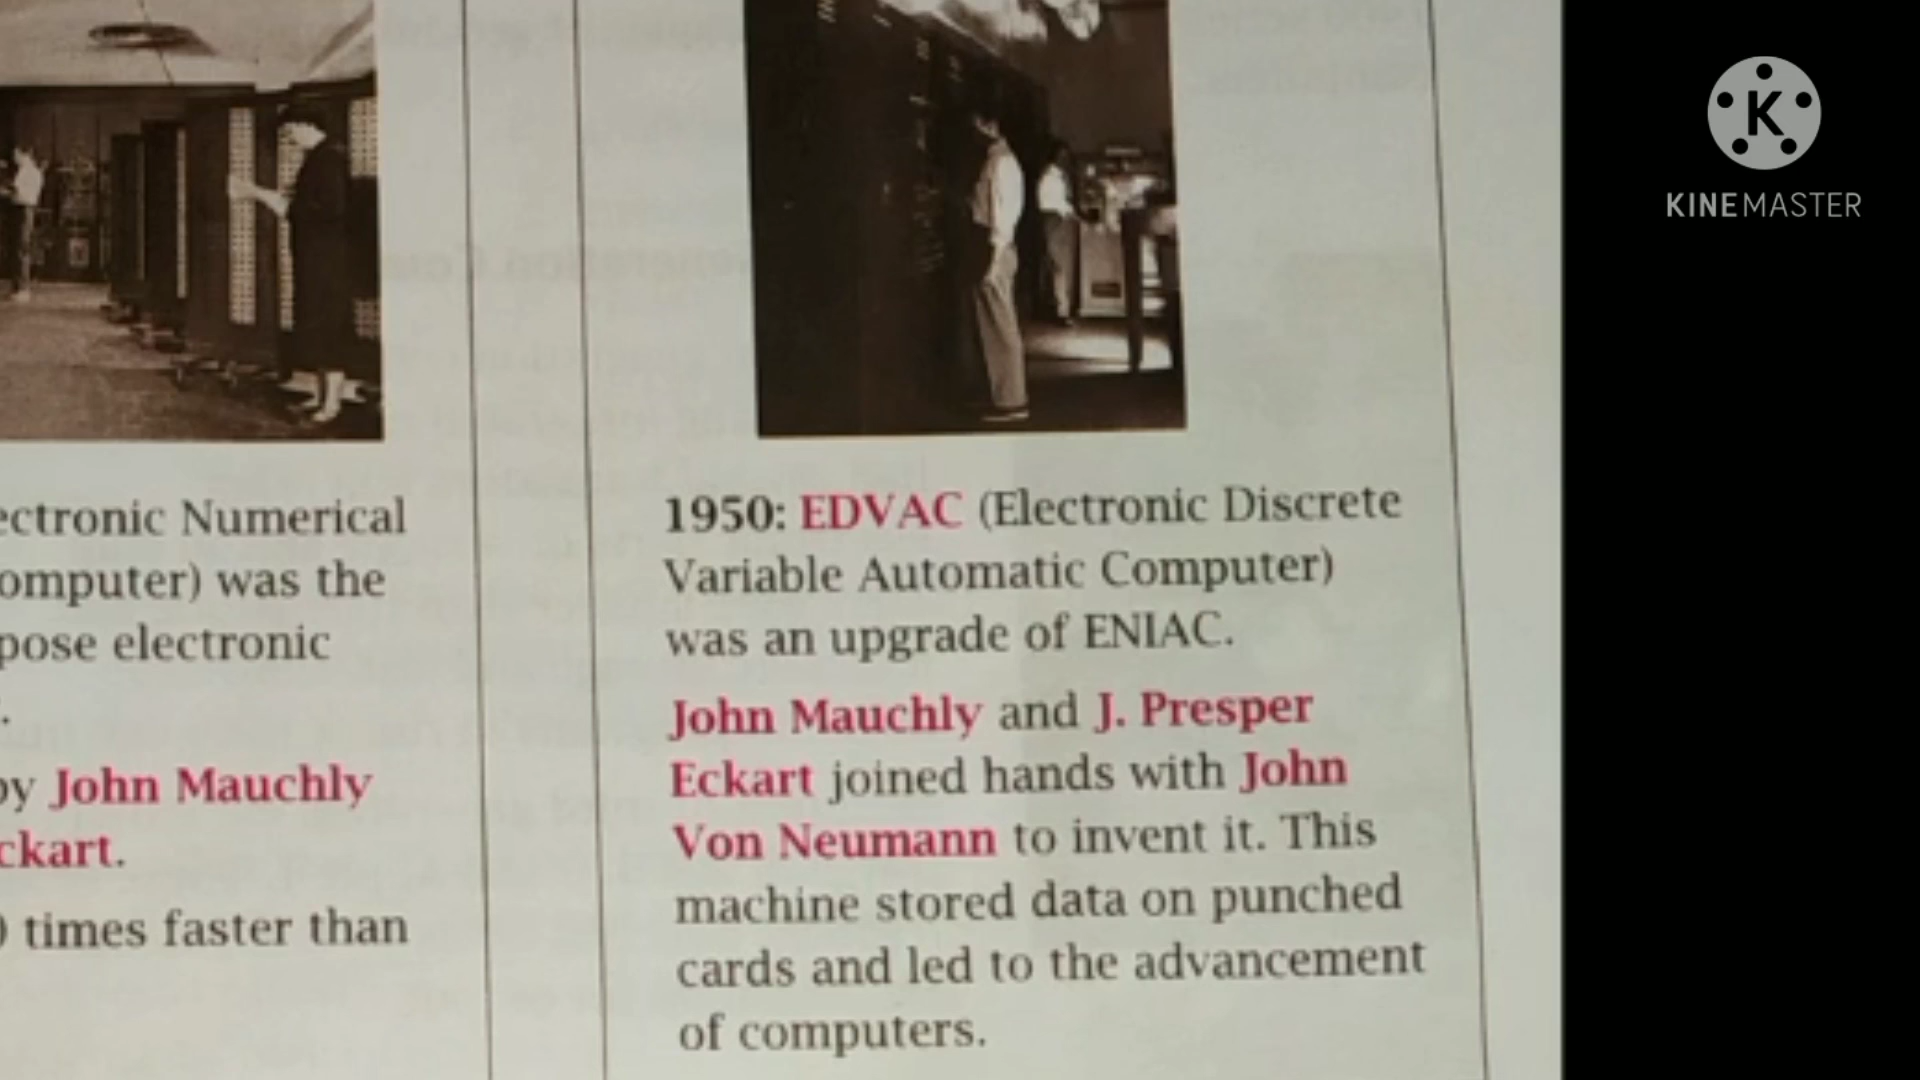 ectronic Numerical
omputer) was the
pose electronic
by John Mauchly
ckart.
times faster than
1950: EDVAC (Electronic Discrete
Variable Automatic Computer)
was an upgrade of ENIAC.
John Mauchly and J. Presper
Eckart joined hands with John
Von Neumann to invent it. This
machine stored data on punched
cards and led to the advancement
of computers.
K
KINEMASTER